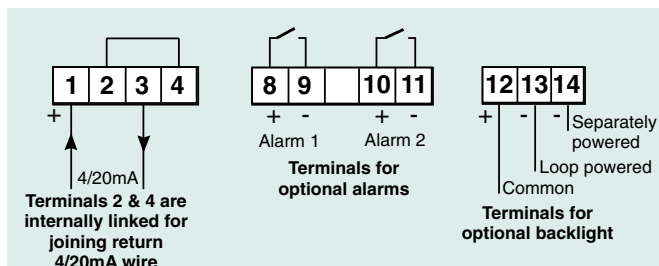 1 2 3 4
+
4/20mA
Terminals 2 & 4 are
internally linked for
joining return
4/20mA wire
8 9 10 11
+ - + -
Alarm 1 Alarm 2
Terminals for
optional alarms
12 13 14
+ - -
Separately
powered
Loop powered
Common
Terminals for
optional backlight